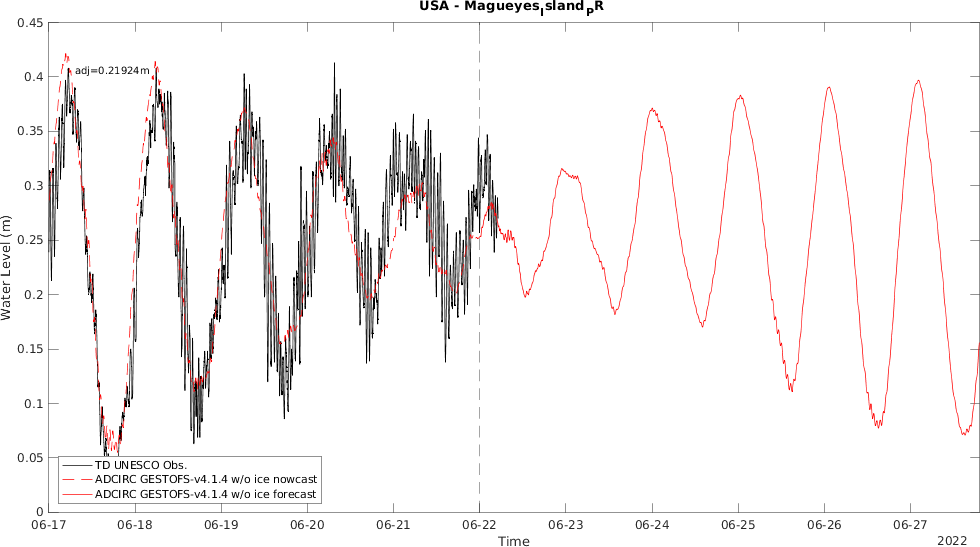 USA - Magueyes_Island_PR
0.45
0.4
0.35
0.3
0.25
0.2
0.15
0.1
0.05
0
Water Level (m)
adj=0.21924m
TD UNESCO Obs.
ADCIRC GESTOFS-v4.1.4 w/o ice nowcast
ADCIRC GESTOFS-v4.1.4 w/o ice forecast
06-17 06-18 06-19 06-20 06-21 06-22 06-23 06-24 06-25 06-26 06-27
Time
2022